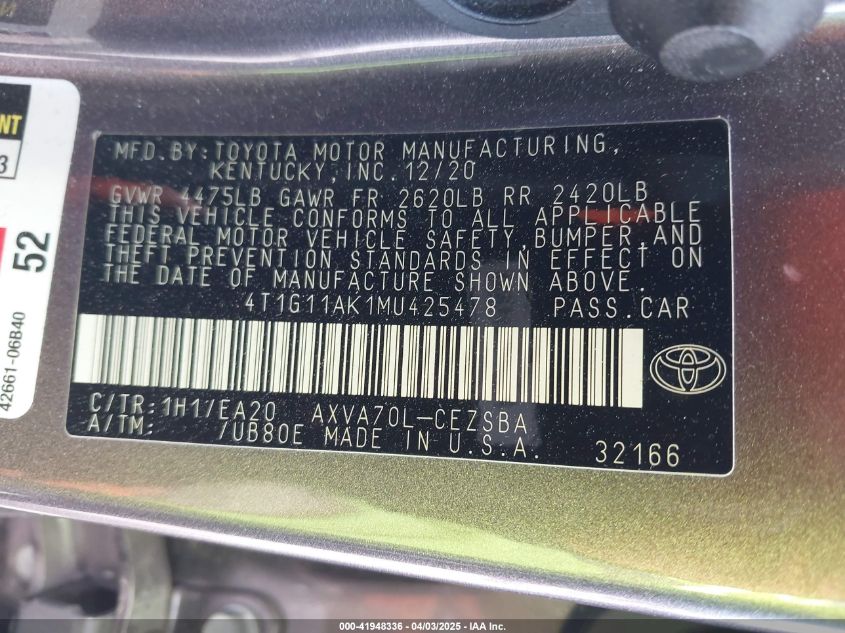 MFD.BY:TOYOTA MOTOR MANUFACTURING,
KENTUCKY,INC.12/20
GVWR 4475LB GAWR FR 2620LB RR 2420LB
THIS VEHICLE CONFORMS TO ALL APPLICABLE
FEDERAL MOTOR VEHICLE SAFETY,BUMPER,AND
THEFT PREVENTION STANDARDS IN EFFECT ON
THE DATE OF MANUFACTURE SHOWN ABOVE.
4T1G11AK1MU425478 PASS.CAR
C/TR:1H1/EA20 AXVA70L-CEZSBA
A/TM: /UB80E MADE IN U.S.A. 32166
3
52
42661-06B40
000-41948336 - 04/03/2025 - IAA, Inc.